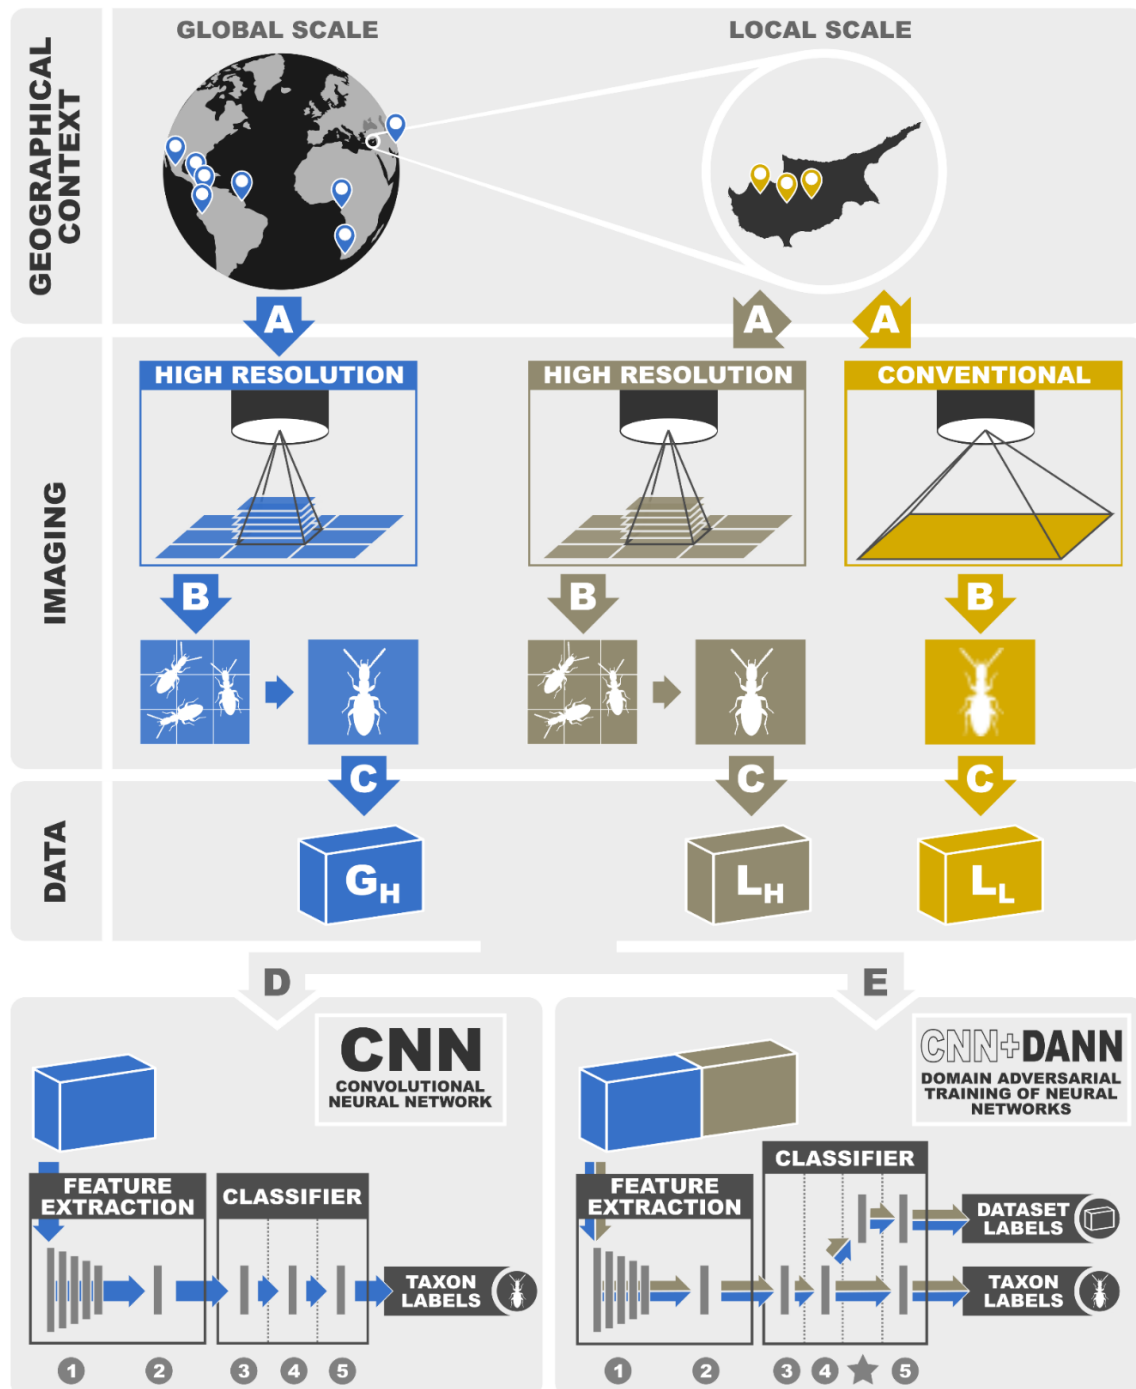 GLOBAL SCALE
LOCAL SCALE
GEOGRAPHICAL
CONTEXT
A
A
A
IMAGING
HIGH RESOLUTION
HIGH RESOLUTION
CONVENTIONAL
B
B
B
C
C
C
DATA
GH
LH
LL
D
E
CNN
CONVOLUTIONAL
NEURAL NETWORK
FEATURE
EXTRACTION
CLASSIFIER
TAXON
LABELS
1
2
3
4
5
CNN+DANN
DOMAIN ADVERSARIAL
TRAINING OF NEURAL
NETWORKS
FEATURE
EXTRACTION
CLASSIFIER
DATASET
LABELS
TAXON
LABELS
1
2
3
4
5